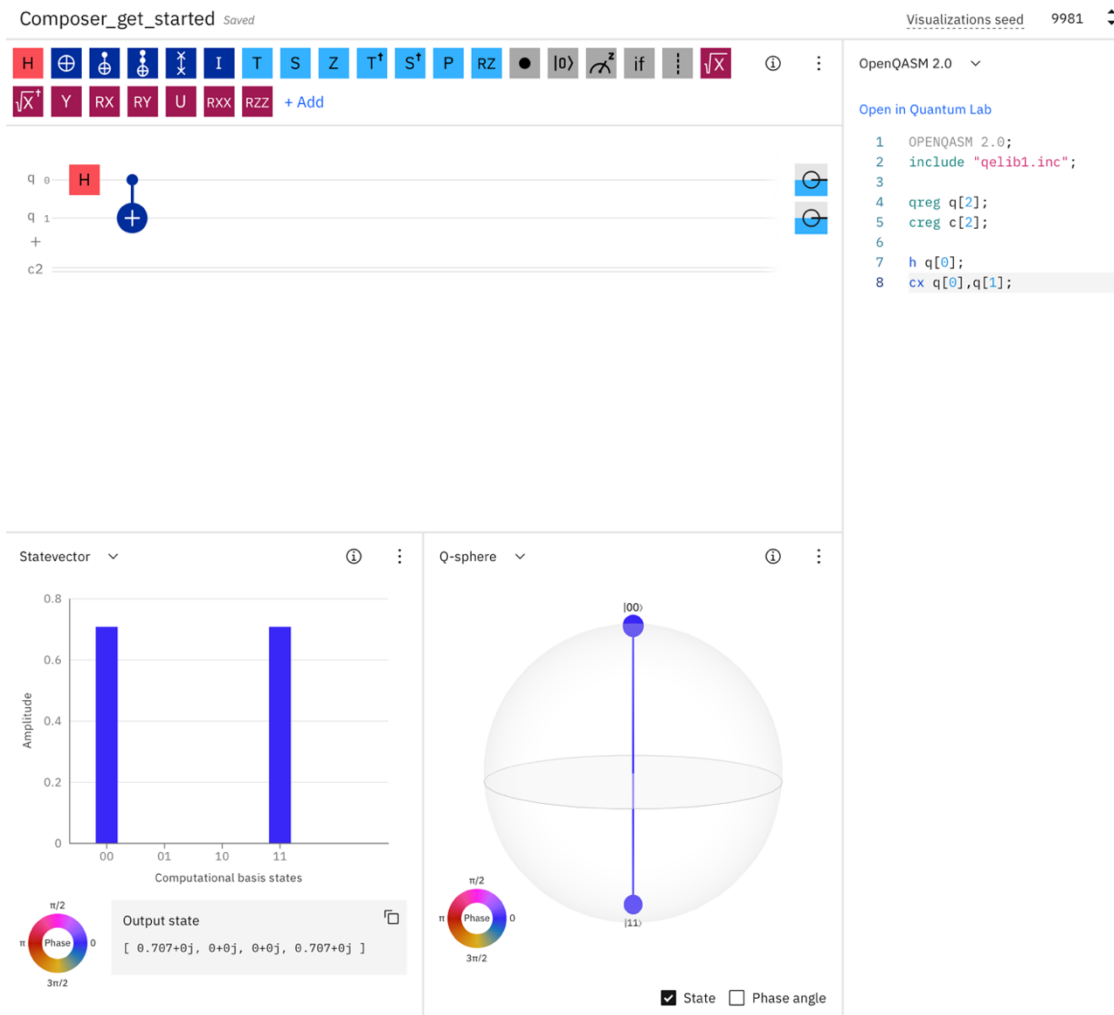 Composer_get_started Saved
Visualizations seed 9981
H I T S Z T† S† P RZ |0⟩ z if √X
√X† Y RX RY U RXX RZZ + Add
OpenQASM 2.0
Open in Quantum Lab
1 OPENQASM 2.0;
2 include "qelib1.inc";
3
4 qreg q[2];
5 creg c[2];
6
7 h q[0];
8 cx q[0],q[1];
q 0 H
q 1 +
+
c2
Statevector
0.8
0.6
0.4
0.2
0
Amplitude
00 01 10 11
Computational basis states
π/2
π Phase 0
3π/2
Output state
[ 0.707+0j, 0+0j, 0+0j, 0.707+0j ]
Q-sphere
|00⟩
|11⟩
π/2
π Phase 0
3π/2
State Phase angle